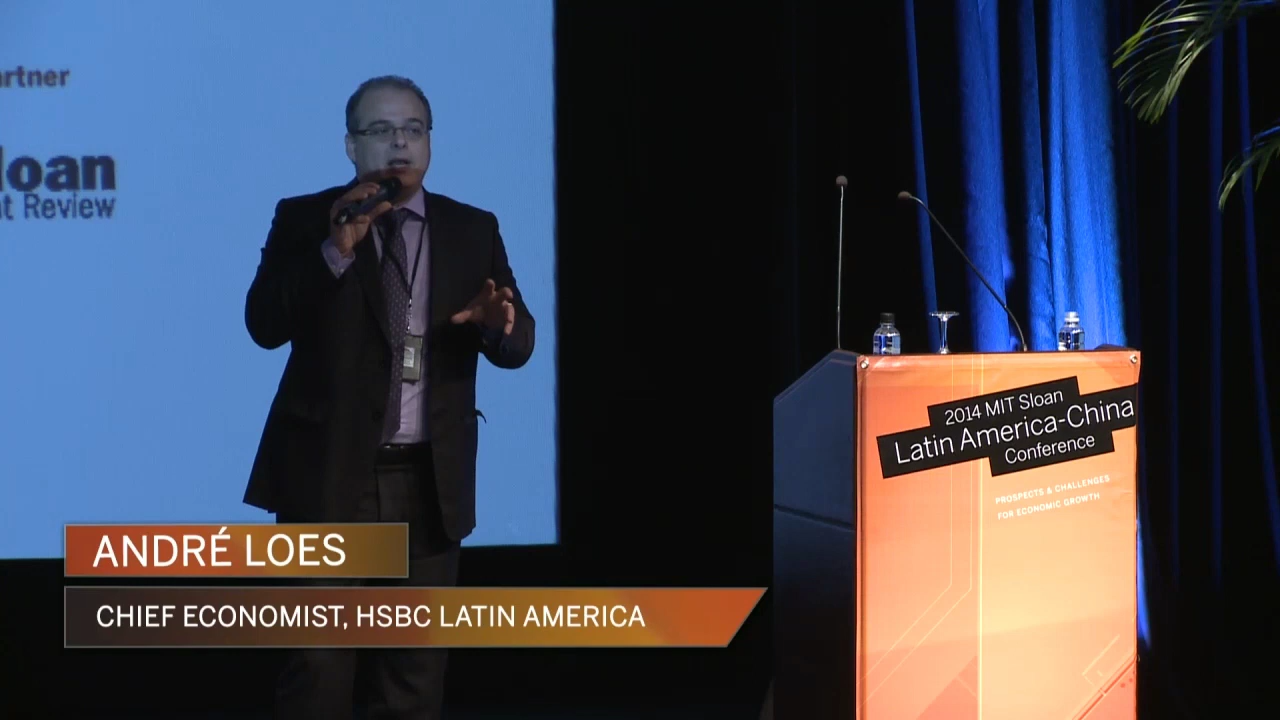 artner
loan
t Review
2014 MIT Sloan
Latin America-China
Conference
PROSPECTS & CHALLENGES
FOR ECONOMIC GROWTH
ANDRÉ LOES
CHIEF ECONOMIST, HSBC LATIN AMERICA